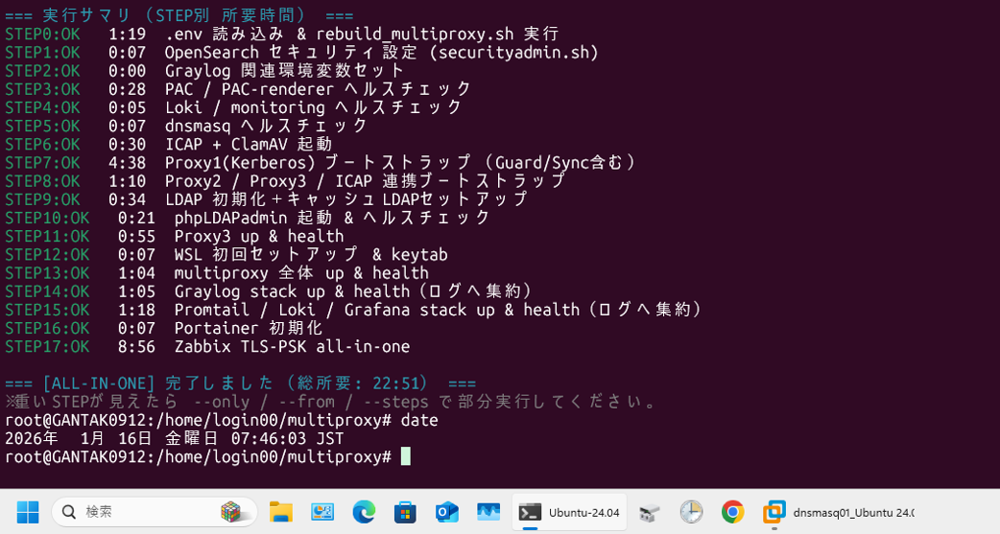 === 実行サマリ (STEP別 所要時間) ===
STEP0:OK 1:19 .env 読み込み & rebuild_multiproxy.sh 実行
STEP1:OK 0:07 OpenSearch セキュリティ設定 (securityadmin.sh)
STEP2:OK 0:00 Graylog 関連環境変数セット
STEP3:OK 0:28 PAC / PAC-renderer ヘルスチェック
STEP4:OK 0:05 Loki / monitoring ヘルスチェック
STEP5:OK 0:07 dnsmasq ヘルスチェック
STEP6:OK 0:30 ICAP + ClamAV 起動
STEP7:OK 4:38 Proxy1(Kerberos) ブートストラップ (Guard/Sync含む)
STEP8:OK 1:10 Proxy2 / Proxy3 / ICAP 連携ブートストラップ
STEP9:OK 0:34 LDAP 初期化＋キャッシュLDAPセットアップ
STEP10:OK 0:21 phpLDAPadmin 起動 & ヘルスチェック
STEP11:OK 0:55 Proxy3 up & health
STEP12:OK 0:07 WSL 初回セットアップ & keytab
STEP13:OK 1:04 multiproxy 全体 up & health
STEP14:OK 1:05 Graylog stack up & health（ログへ集約）
STEP15:OK 1:18 Promtail / Loki / Grafana stack up & health（ログへ集約）
STEP16:OK 0:07 Portainer 初期化
STEP17:OK 8:56 Zabbix TLS-PSK all-in-one
=== [ALL-IN-ONE] 完了しました（総所要: 22:51） ===
※重いSTEPが見えたら --only / --from / --steps で部分実行してください。
root@GANTAK0912:/home/login00/multiproxy# date
2026年 1月 16日 金曜日 07:46:03 JST
root@GANTAK0912:/home/login00/multiproxy#
検索 Ubuntu-24.04 dnsmasq01_Ubuntu 24.0